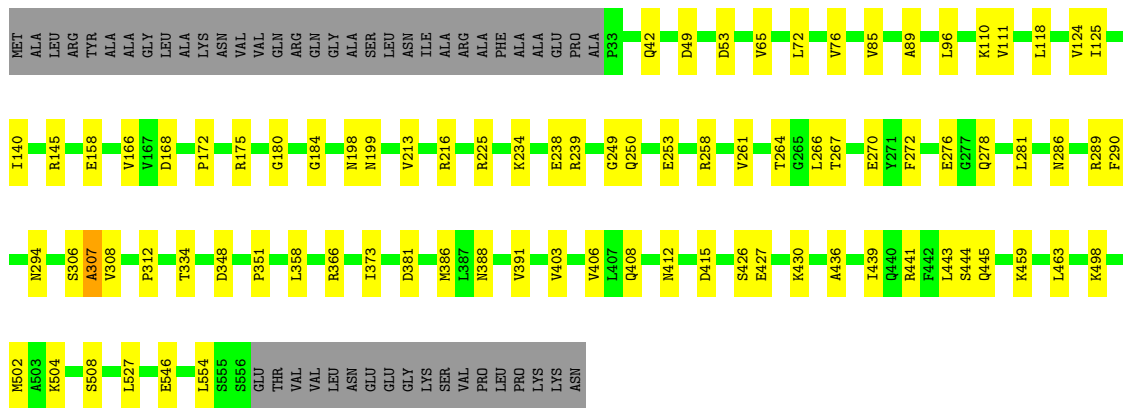 MET ALA LEU ARG TYR ALA ALA GLY LEU ALA LYS ASN VAL VAL GLN ARG GLN GLY ALA SER LEU ASN ILE ALA ARG ALA PHE ALA ALA GLU PRO ALA P33 Q42 D49 D53 V65 L72 V76 V85 A89 L96 K110 V111 L118 V124 I125
I140 R145 E158 V166 V167 D168 P172 R175 G180 G184 N198 N199 V213 R216 R225 K234 E238 R239 G249 Q250 E253 R258 V261 T264 G265 L266 T267 E270 Y271 F272 E276 G277 Q278 L281 N286 R289 F290
N294 S306 A307 V308 P312 T334 D348 P351 L358 R366 I373 D381 M386 L387 N388 V391 V403 V406 L407 Q408 N412 D415 S426 E427 K430 A436 I439 Q440 R441 F442 L443 S444 Q445 K459 L463 K498
M502 A503 K504 S508 L527 E546 L554 S555 S556 GLU THR VAL VAL LEU ASN GLU GLU GLY LYS SER VAL PRO LEU PRO LYS LYS ASN